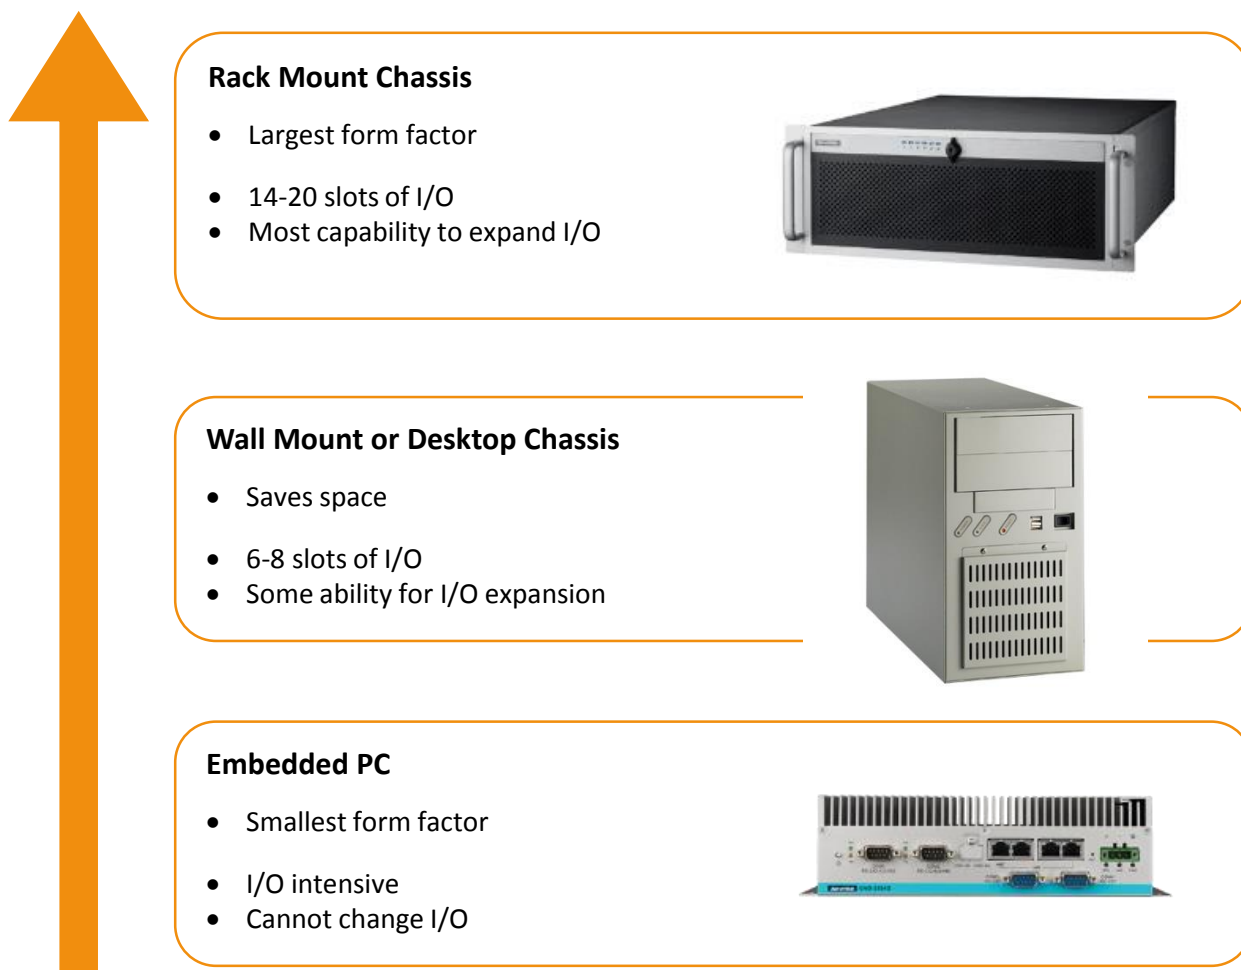 Rack Mount Chassis
• Largest form factor
• 14-20 slots of I/O
• Most capability to expand I/O
Wall Mount or Desktop Chassis
• Saves space
• 6-8 slots of I/O
• Some ability for I/O expansion
Embedded PC
• Smallest form factor
• I/O intensive
• Cannot change I/O